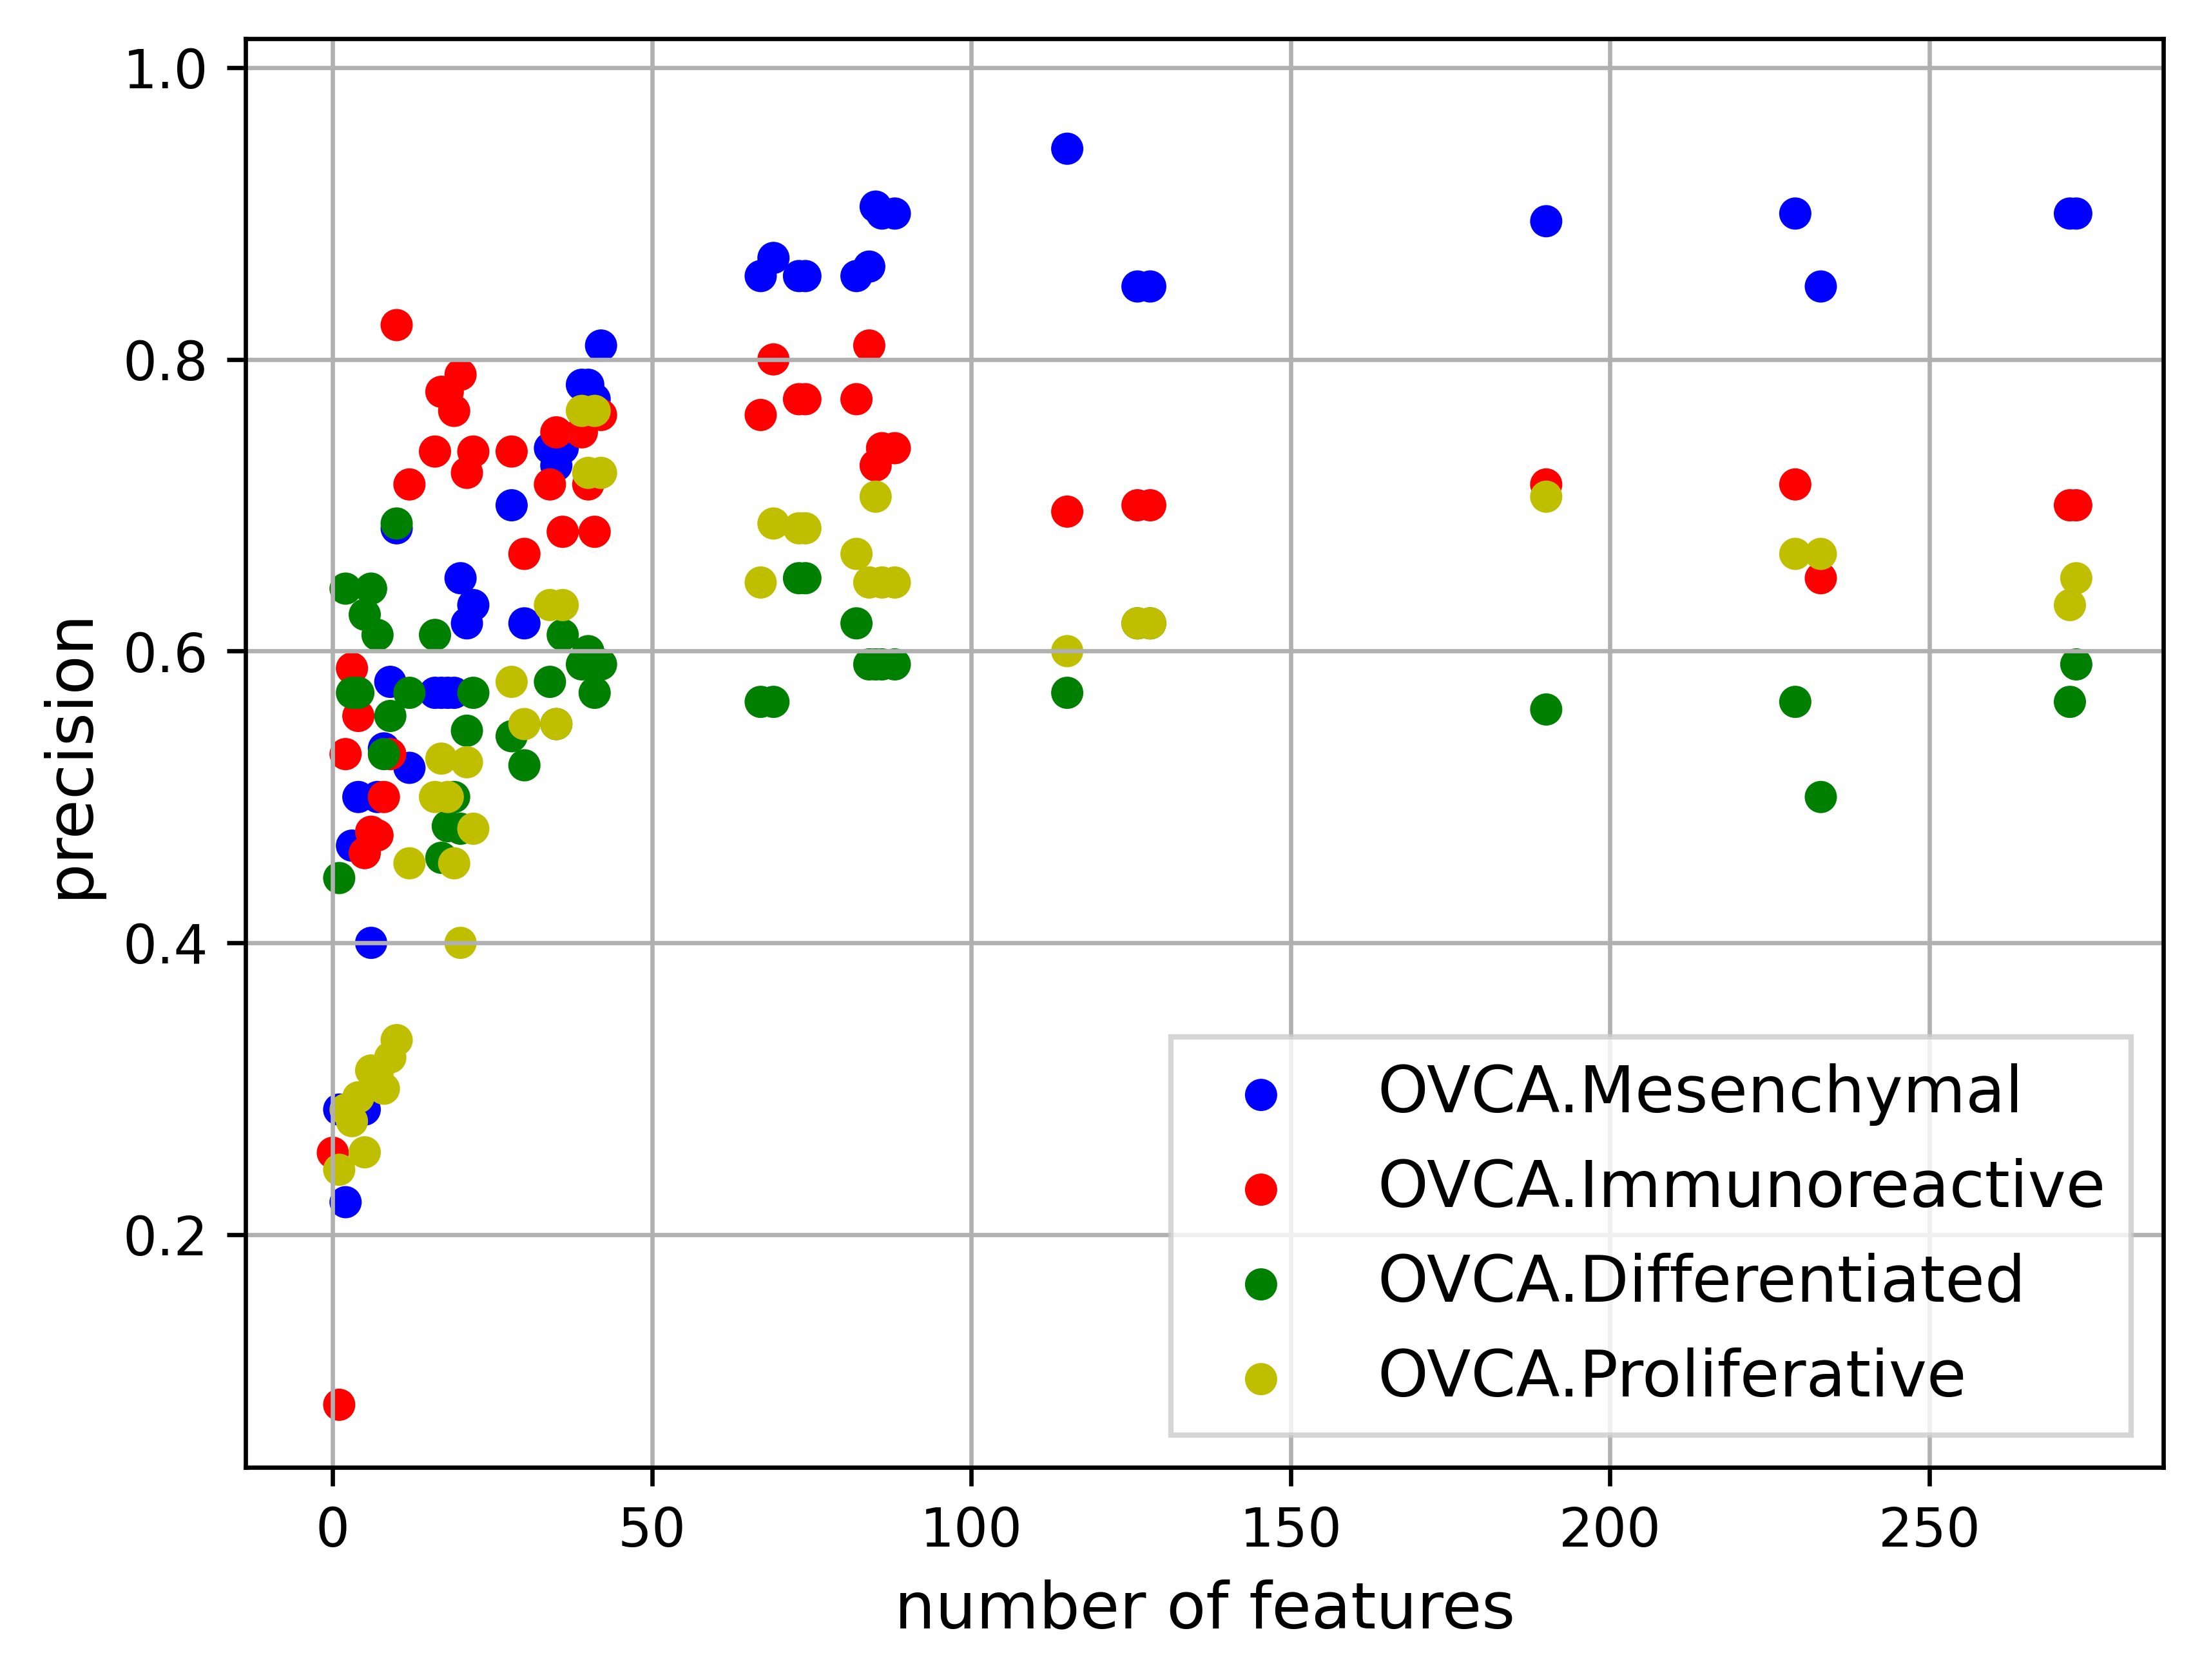 1.0
0.8
0.6
0.4
0.2
precision
0
50
100
150
200
250
number of features
OVCA.Mesenchymal
OVCA.Immunoreactive
OVCA.Differentiated
OVCA.Proliferative